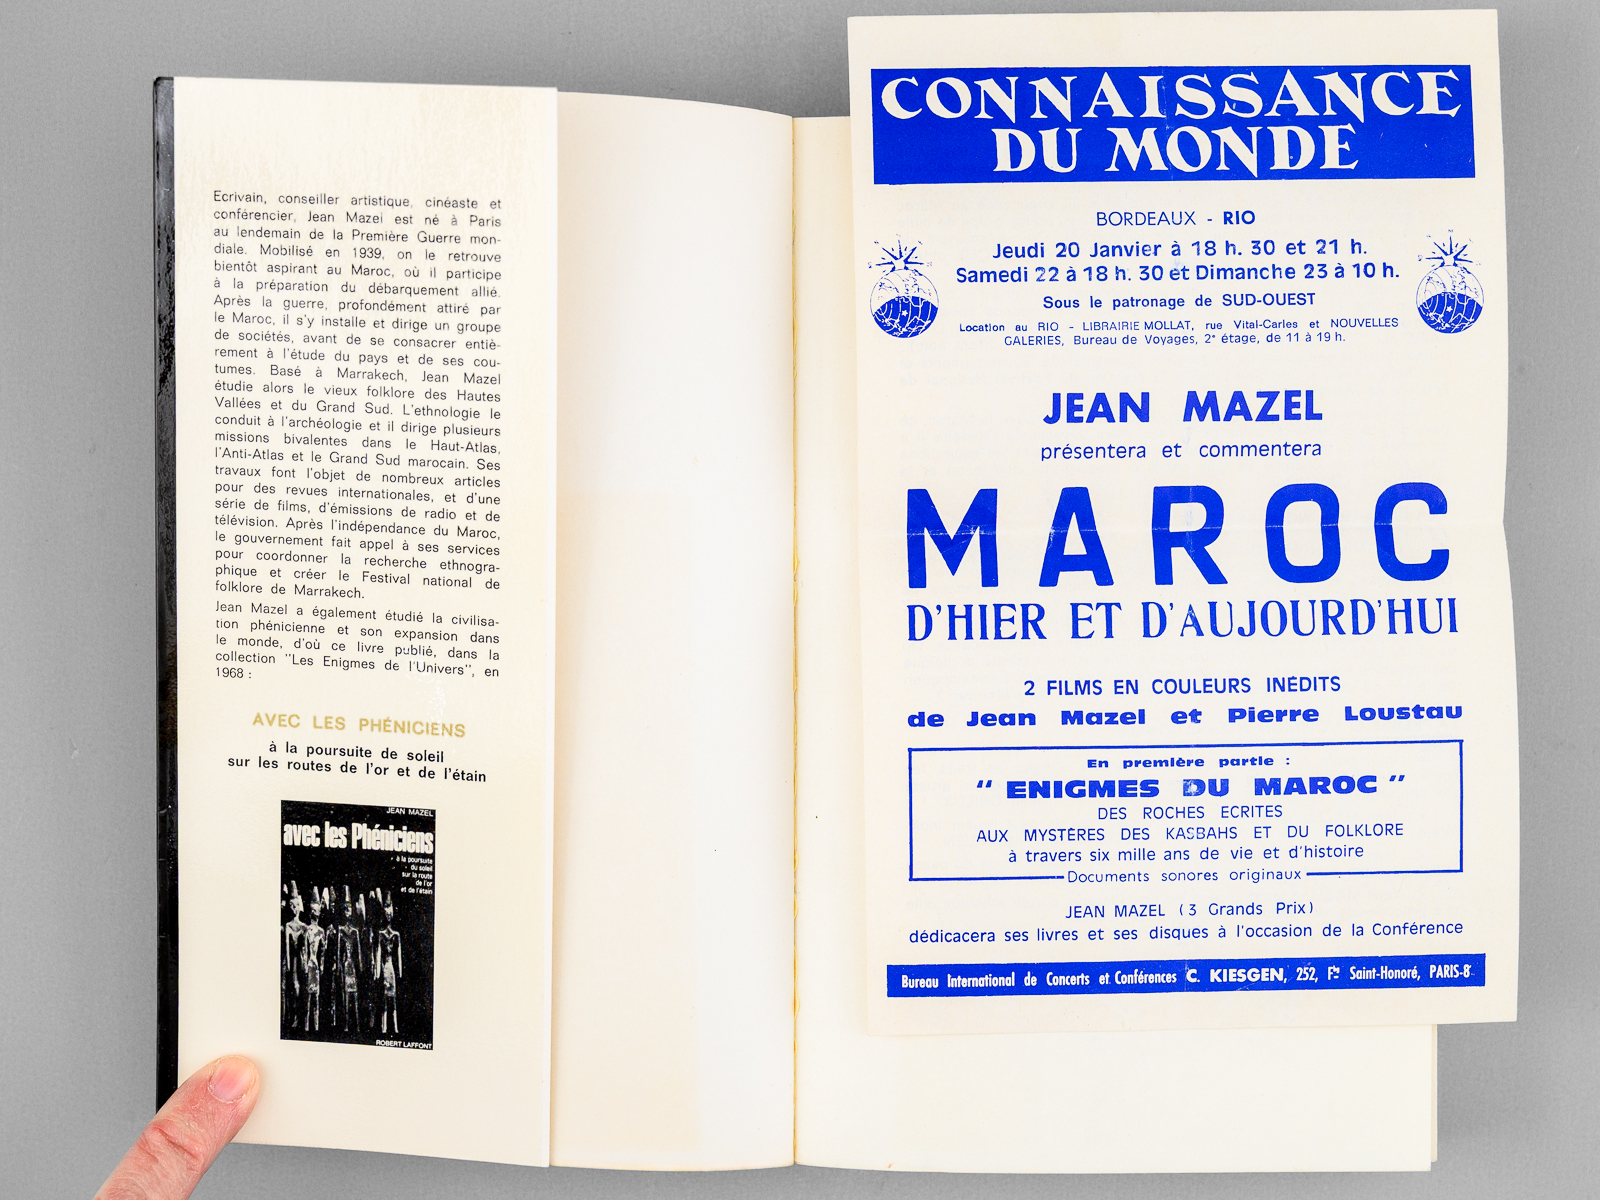 Ecrivain, conseiller artistique, cinéaste et
conférencier, Jean Mazel est né à Paris
au lendemain de la Première Guerre mon-
diale. Mobilisé en 1939, on le retrouve
bientôt aspirant au Maroc, où il participe
à la préparation du débarquement allié.
Après la guerre, profondément attiré par
le Maroc, il s'y installe et dirige un groupe
de sociétés, avant de se consacrer entiè-
rement à l'étude du pays et de ses cou-
tumes. Basé à Marrakech, Jean Mazel
étudie alors le vieux folklore des Hautes
Vallées et du Grand Sud. L'ethnologie le
conduit à l'archéologie et il dirige plusieurs
missions bivalentes dans le Haut-Atlas,
l'Anti-Atlas et le Grand Sud marocain. Ses
travaux font l'objet de nombreux articles
pour des revues internationales, et d'une
série de films, d'émissions de radio et de
télévision. Après l'indépendance du Maroc,
le gouvernement fait appel à ses services
pour coordonner la recherche ethnogra-
phique et créer le Festival national de
folklore de Marrakech.
Jean Mazel a également étudié la civilisa-
tion phénicienne et son expansion dans
le monde, d'où ce livre publié, dans la
collection "Les Enigmes de l'Univers", en
1968 :
AVEC LES PHÉNICIENS
à la poursuite de soleil
sur les routes de l'or et de l'étain
JEAN MAZEL
avec les Phéniciens
à la poursuite
du soleil
sur la route
de l'or
et de l'étain
ROBERT LAFFONT
CONNAISSANCE
DU MONDE
BORDEAUX - RIO
Jeudi 20 Janvier à 18 h. 30 et 21 h.
Samedi 22 à 18 h. 30 et Dimanche 23 à 10 h.
Sous le patronage de SUD-OUEST
Location au RIO - LIBRAIRIE MOLLAT, rue Vital-Carles et NOUVELLES
GALERIES, Bureau de Voyages, 2e étage, de 11 à 19 h.
JEAN MAZEL
présentera et commentera
MAROC
D'HIER ET D'AUJOURD'HUI
2 FILMS EN COULEURS INÉDITS
de Jean Mazel et Pierre Loustau
En première partie :
" ENIGMES DU MAROC "
DES ROCHES ECRITES
AUX MYSTÈRES DES KASBAHS ET DU FOLKLORE
à travers six mille ans de vie et d'histoire
Documents sonores originaux
JEAN MAZEL (3 Grands Prix)
dédicacera ses livres et ses disques à l'occasion de la Conférence
Bureau International de Concerts et Conférences C. KIESGEN, 252, Fg Saint-Honoré, PARIS-8e